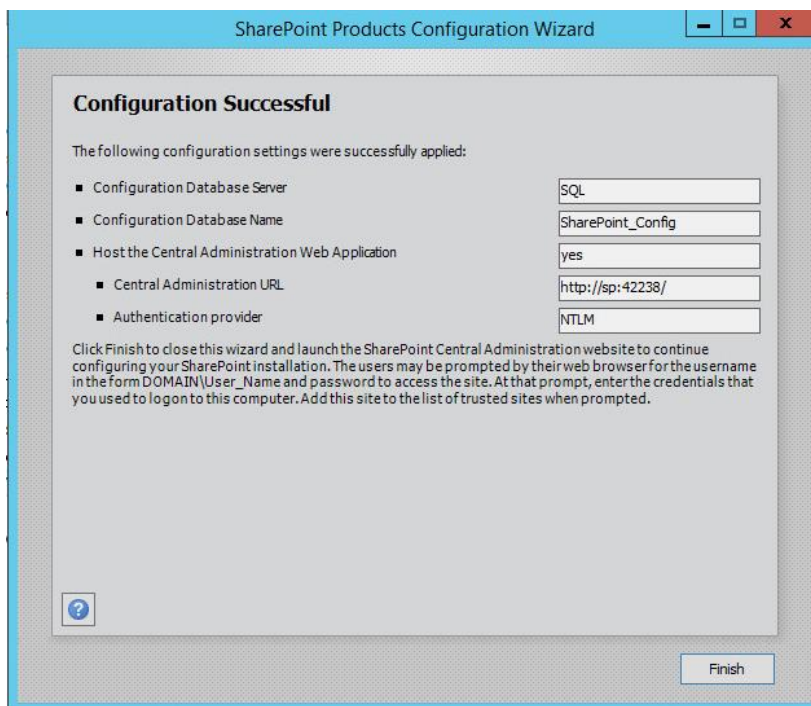 SharePoint Products Configuration Wizard
Configuration Successful
The following configuration settings were successfully applied:
Configuration Database Server SQL
Configuration Database Name SharePoint_Config
Host the Central Administration Web Application yes
Central Administration URL http://sp:42238/
Authentication provider NTLM
Click Finish to close this wizard and launch the SharePoint Central Administration website to continue
configuring your SharePoint installation. The users may be prompted by their web browser for the username
in the form DOMAIN\User_Name and password to access the site. At that prompt, enter the credentials that
you used to logon to this computer. Add this site to the list of trusted sites when prompted.
Finish